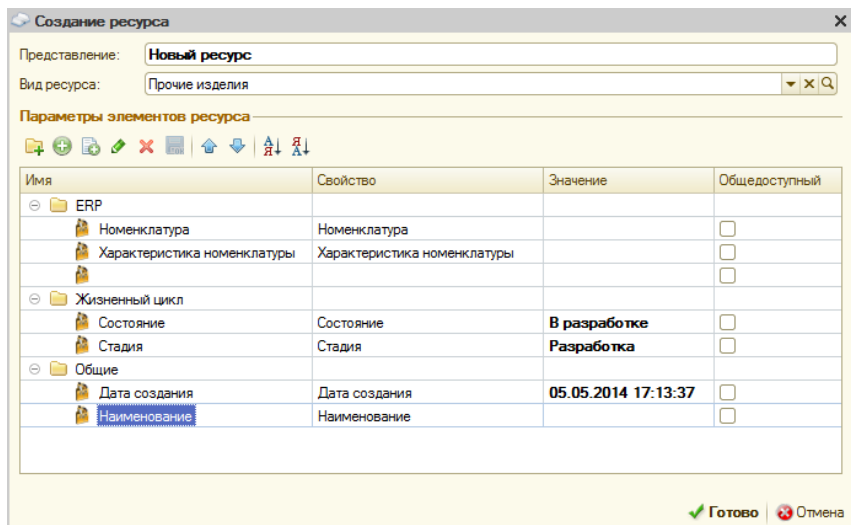 Создание ресурса
Представление: Новый ресурс
Вид ресурса: Прочие изделия
Параметры элементов ресурса
Имя Свойство Значение Общедоступный
ERP
Номенклатура Номенклатура
Характеристика номенклатуры Характеристика номенклатуры
Жизненный цикл
Состояние Состояние В разработке
Стадия Стадия Разработка
Общие
Дата создания Дата создания 05.05.2014 17:13:37
Наименование Наименование
Готово Отмена